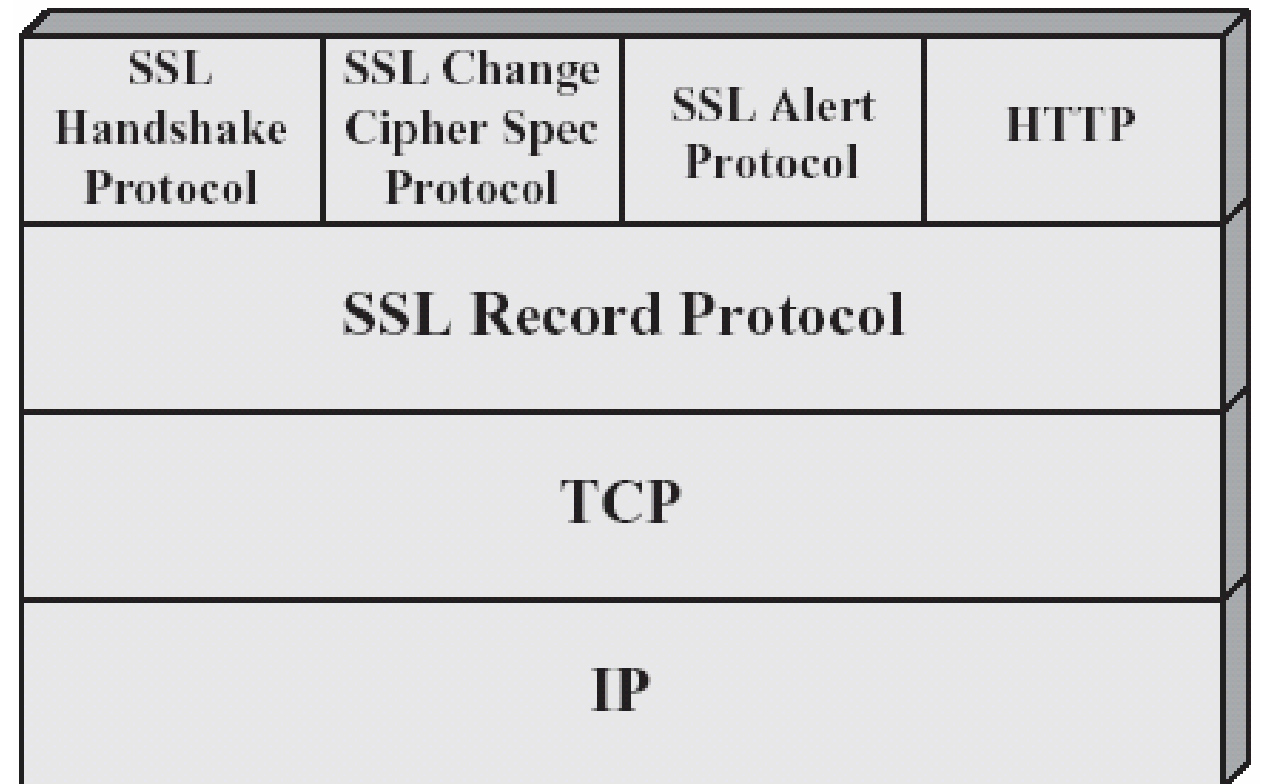 SSL
Handshake
Protocol
SSL Change
Cipher Spec
Protocol
SSL Alert
Protocol
HTTP
SSL Record Protocol
TCP
IP